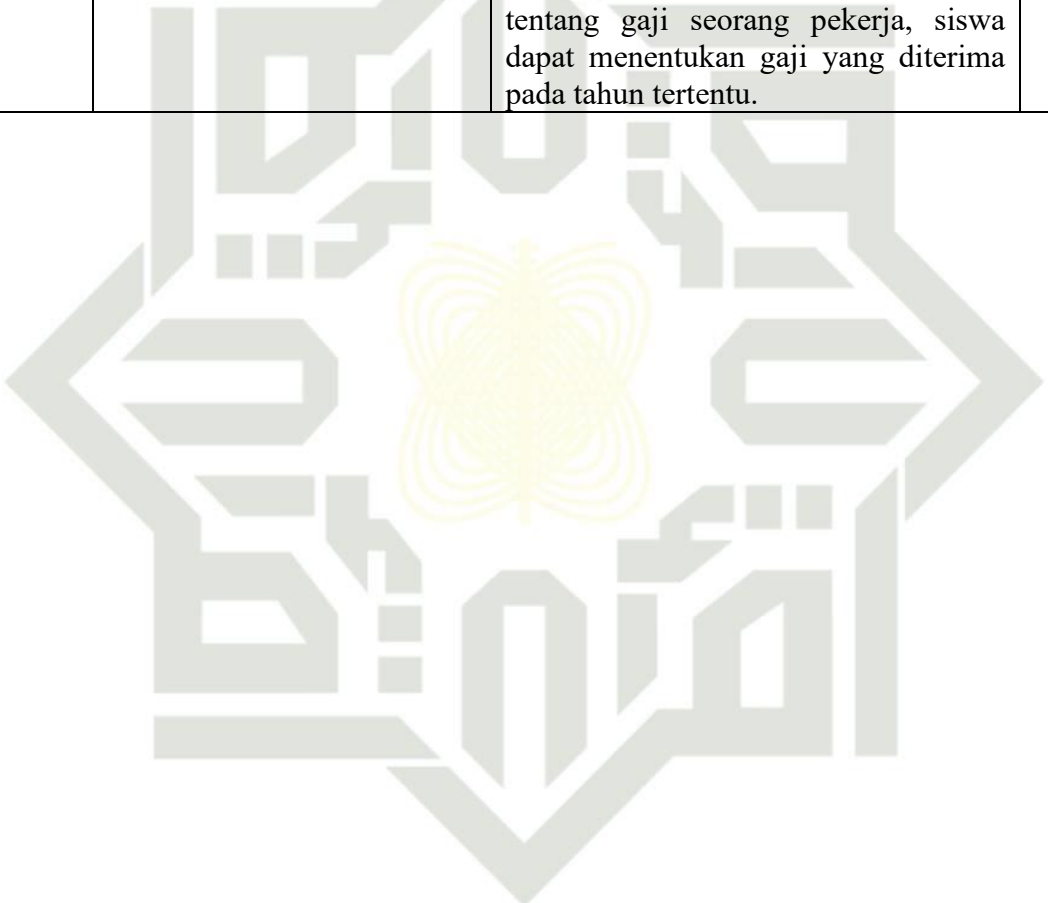 tentang gaji seorang pekerja, siswa
dapat menentukan gaji yang diterima
pada tahun tertentu.